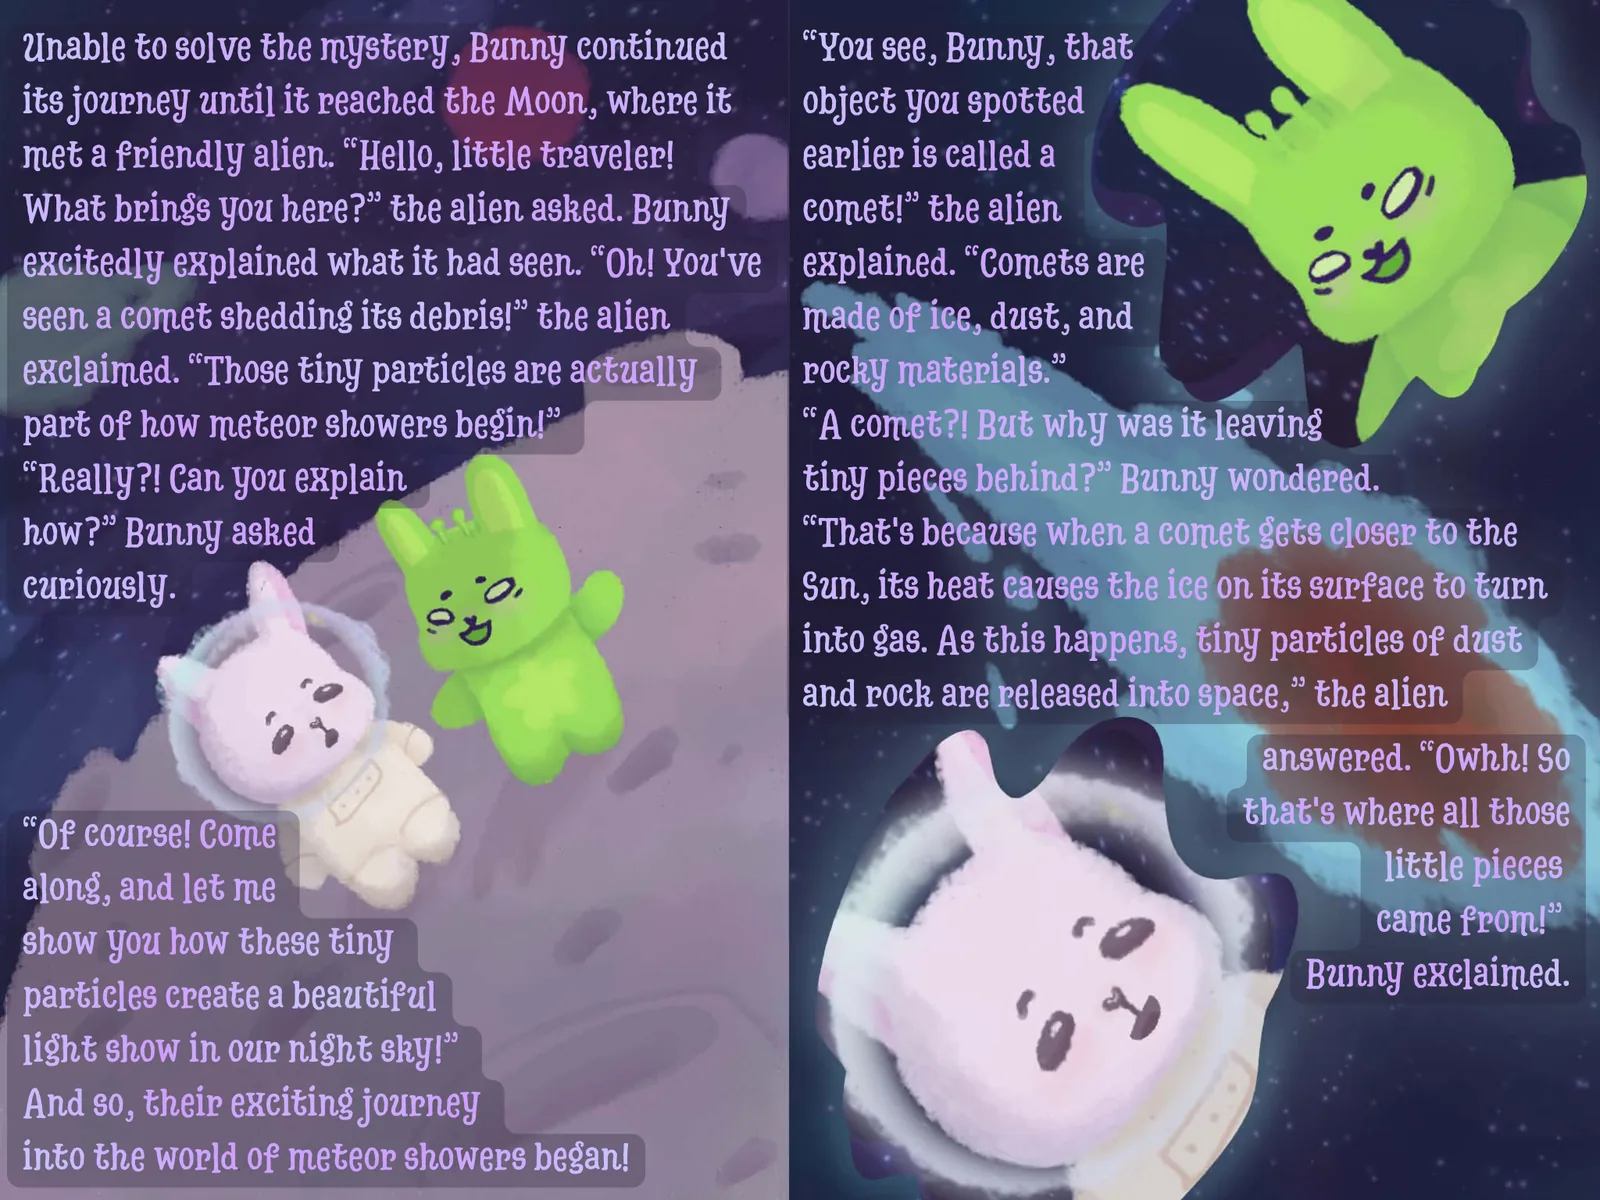 Unable to solve the mystery, Bunny continued
its journey until it reached the Moon, where it
met a friendly alien. “Hello, little traveler!
What brings you here?” the alien asked. Bunny
excitedly explained what it had seen. “Oh! You've
seen a comet shedding its debris!” the alien
exclaimed. “Those tiny particles are actually
part of how meteor showers begin!”
“Really?! Can you explain
how?” Bunny asked
curiously.
“Of course! Come
along, and let me
show you how these tiny
particles create a beautiful
light show in our night sky!”
And so, their exciting journey
into the world of meteor showers began!
“You see, Bunny, that
object you spotted
earlier is called a
comet!” the alien
explained. “Comets are
made of ice, dust, and
rocky materials.”
“A comet?! But why was it leaving
tiny pieces behind?” Bunny wondered.
“That's because when a comet gets closer to the
Sun, its heat causes the ice on its surface to turn
into gas. As this happens, tiny particles of dust
and rock are released into space,” the alien
answered. “Owhh! So
that's where all those
little pieces
came from!”
Bunny exclaimed.